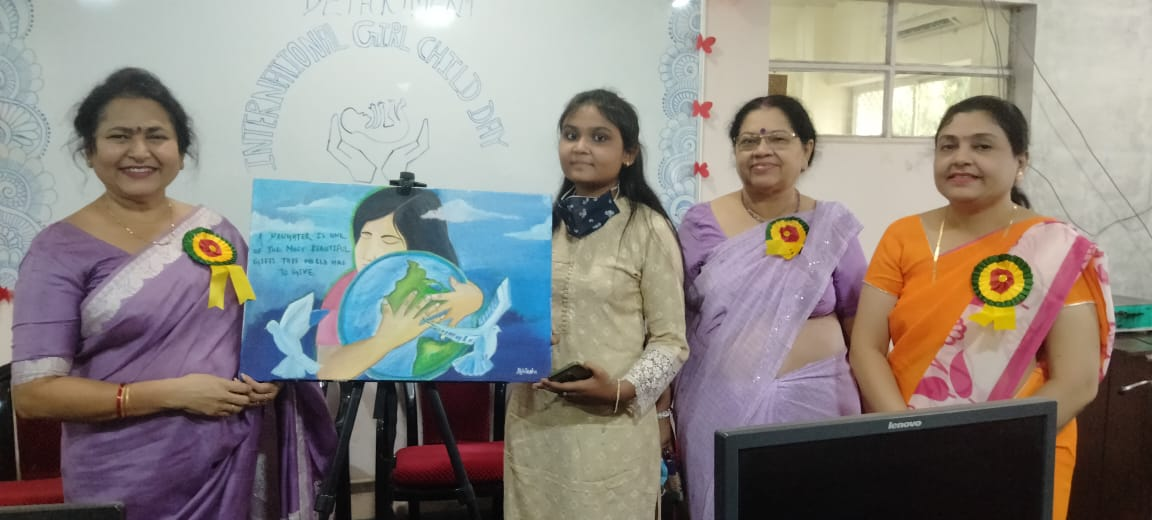 DEPARTMENT
INTERNATIONAL GIRL CHILD DAY
A DAUGHTER IS ONE
OF THE MOST BEAUTIFUL
GIFTS THIS WORLD HAS
TO GIVE.
lenovo